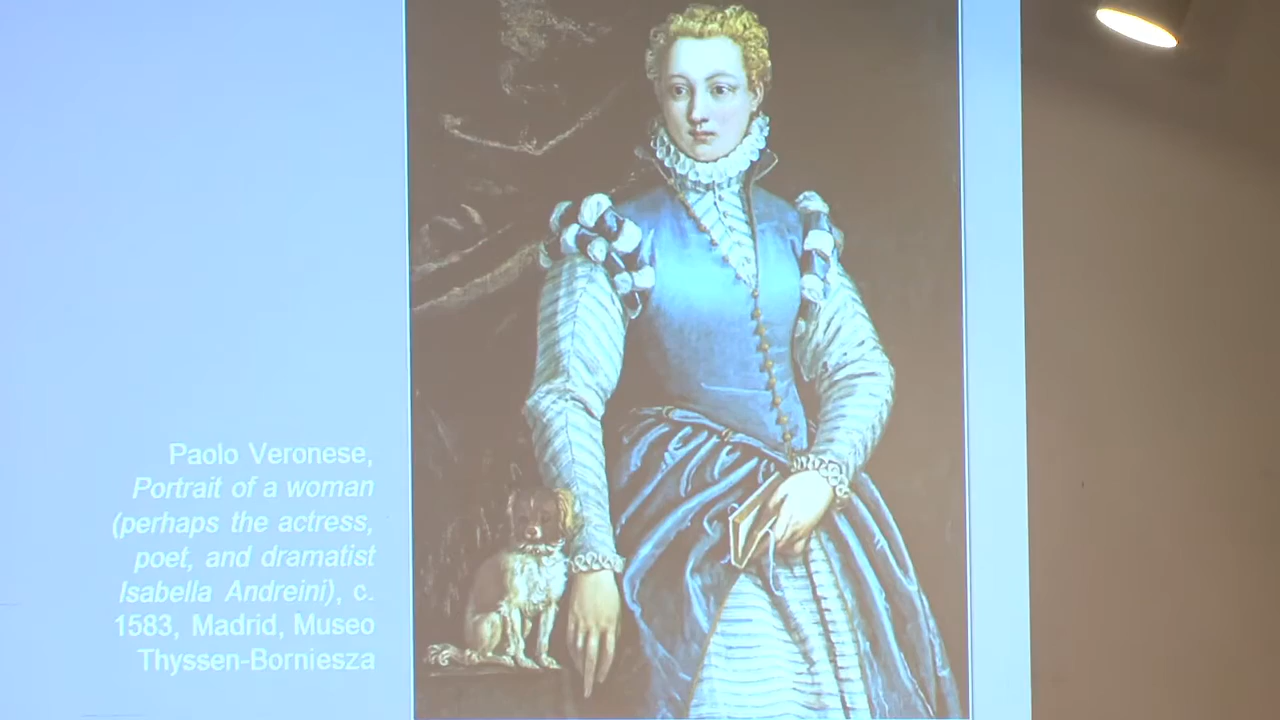 Paolo Veronese,
Portrait of a woman
(perhaps the actress,
poet, and dramatist
Isabella Andreini), c.
1583, Madrid, Museo
Thyssen-Borniesza